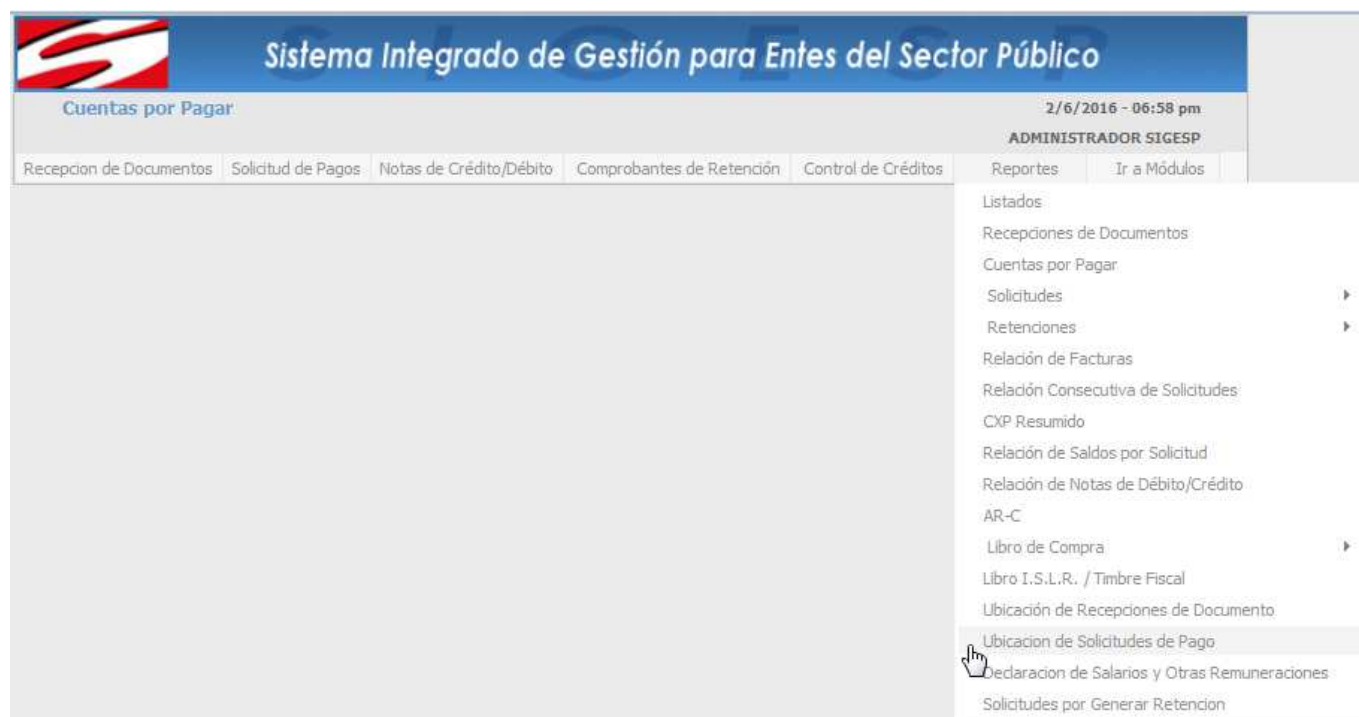 Sistema Integrado de Gestión para Entes del Sector Público
Cuentas por Pagar
2/6/2016 - 06:58 pm
ADMINISTRADOR SIGESP
Recepcion de Documentos Solicitud de Pagos Notas de Crédito/Débito Comprobantes de Retención Control de Créditos Reportes Ir a Módulos
Listados
Recepciones de Documentos
Cuentas por Pagar
Solicitudes
Retenciones
Relación de Facturas
Relación Consecutiva de Solicitudes
CXP Resumido
Relación de Saldos por Solicitud
Relación de Notas de Débito/Crédito
AR-C
Libro de Compra
Libro I.S.L.R. / Timbre Fiscal
Ubicación de Recepciones de Documento
Ubicacion de Solicitudes de Pago
Declaracion de Salarios y Otras Remuneraciones
Solicitudes por Generar Retencion